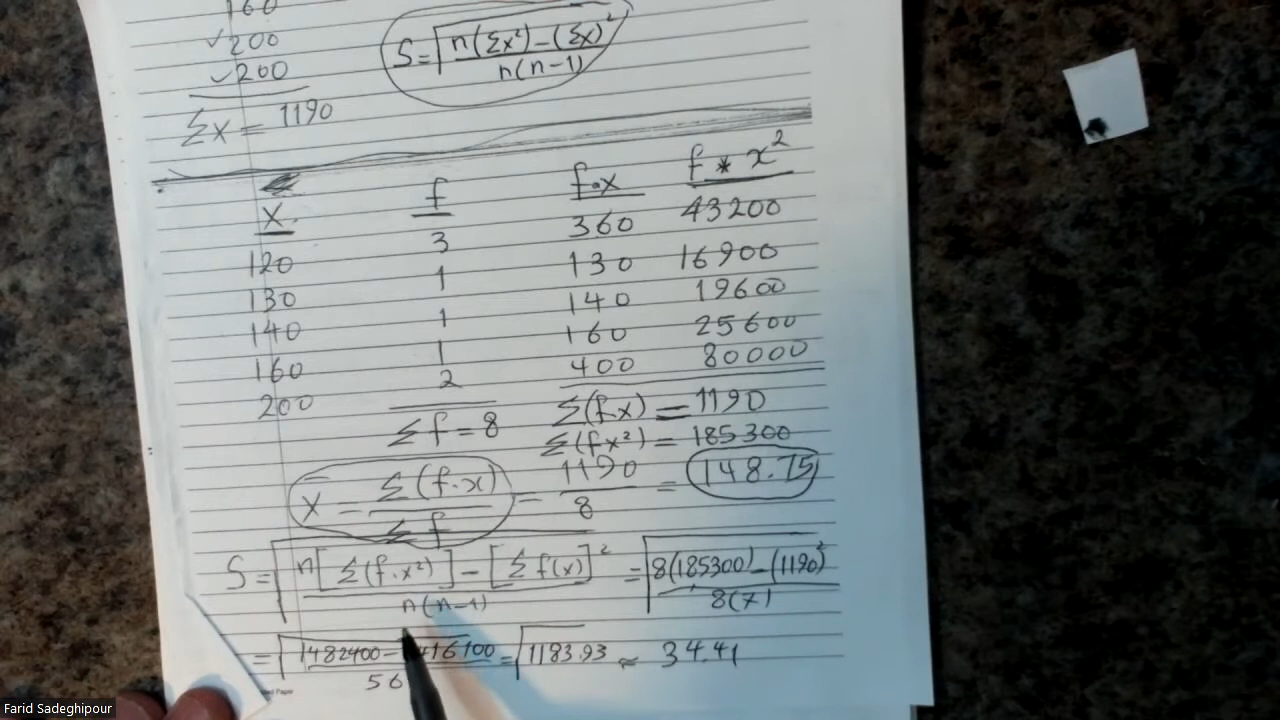 160
✓200
✓200
Σx = 1190
S = √ n(Σx²) - (Σx)² / n(n-1)
X f f.x f * x²
120 3 360 43200
130 1 130 16900
140 1 140 19600
160 1 160 25600
200 2 400 80000
Σf = 8 Σ(f.x) = 1190
Σ(f.x²) = 185300
x̄ = Σ(f.x) / Σf = 1190 / 8 = 148.75
S = √ n[Σ(f.x²)] - [Σf(x)]² / n(n-1) = √ 8(185300) - (1190)² / 8(7)
= √ 1482400 - 416100 / 56 = √ 1183.93 ≈ 34.41
Farid Sadeghipour